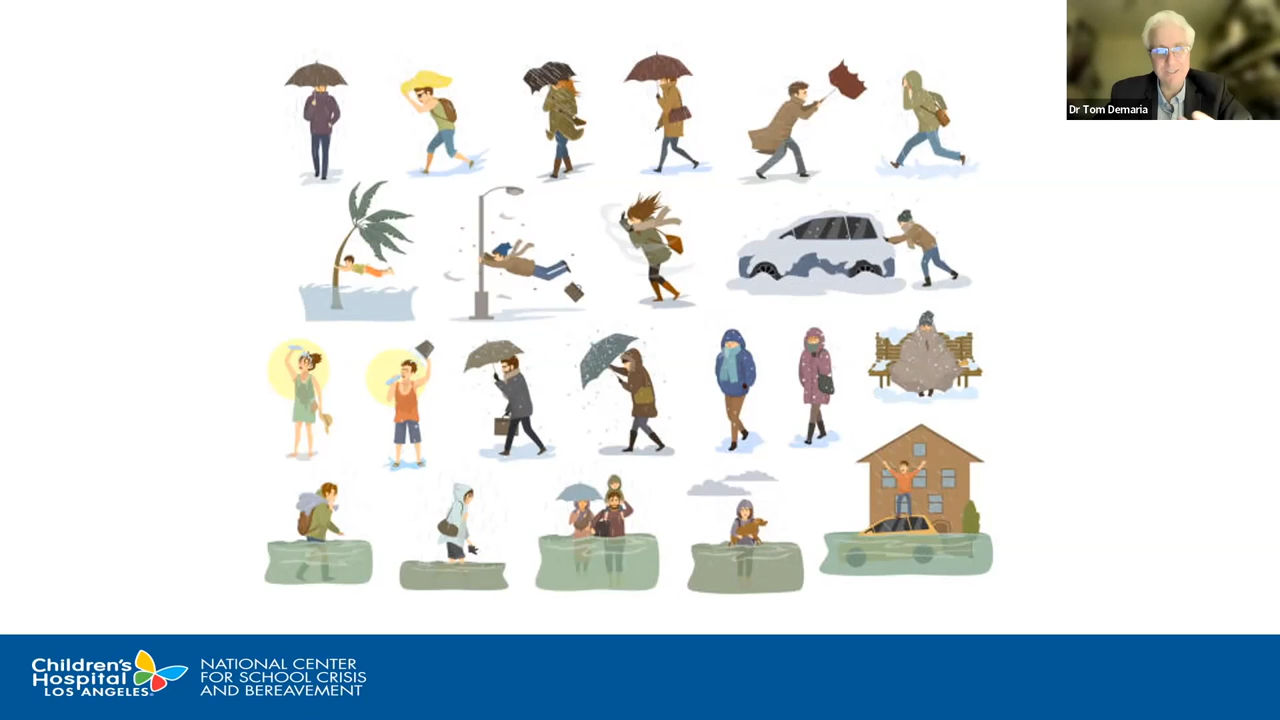 Dr Tom Demaria
Children's
Hospital
LOS ANGELES
NATIONAL CENTER
FOR SCHOOL CRISIS
AND BEREAVEMENT